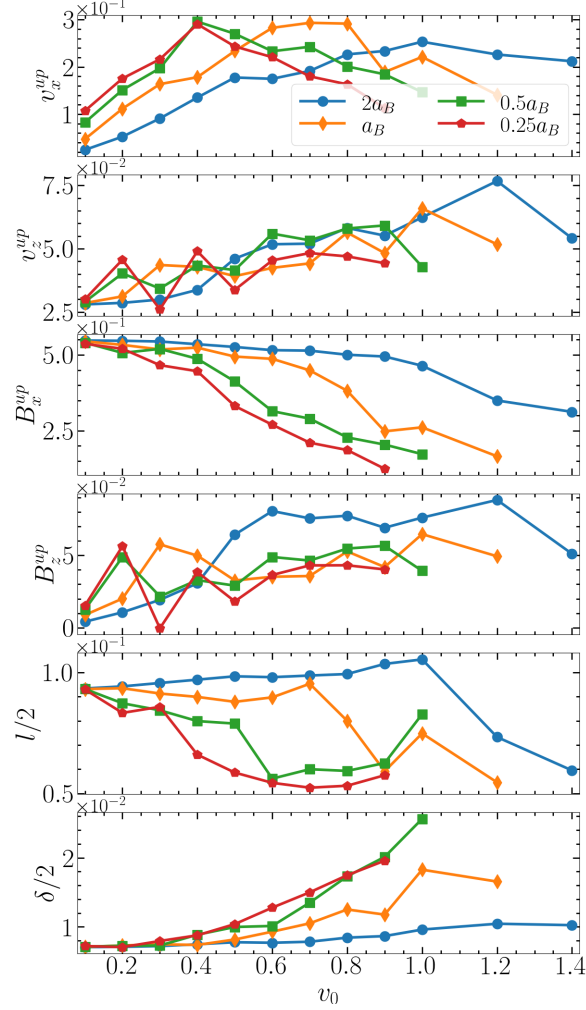 ×10⁻¹
3
2
1
v_x^{up}
2a_B
a_B
0.5a_B
0.25a_B
×10⁻²
7.5
5.0
2.5
v_z^{up}
×10⁻¹
5.0
2.5
B_x^{up}
×10⁻²
5
0
B_z^{up}
×10⁻¹
1.0
0.5
l/2
×10⁻²
2
1
δ/2
0.2 0.4 0.6 0.8 1.0 1.2 1.4
v_0